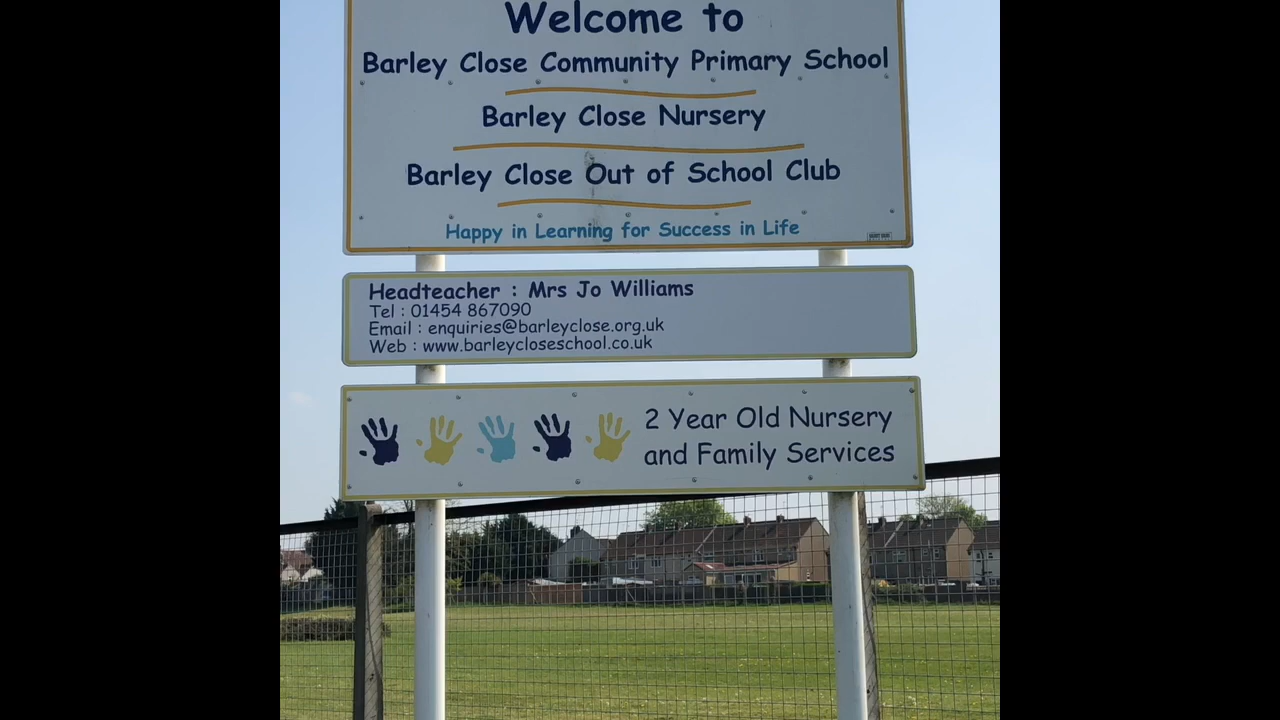 Welcome to
Barley Close Community Primary School
Barley Close Nursery
Barley Close Out of School Club
Happy in Learning for Success in Life
Headteacher : Mrs Jo Williams
Tel : 01454 867090
Email : enquiries@barleyclose.org.uk
Web : www.barleycloseschool.co.uk
2 Year Old Nursery
and Family Services